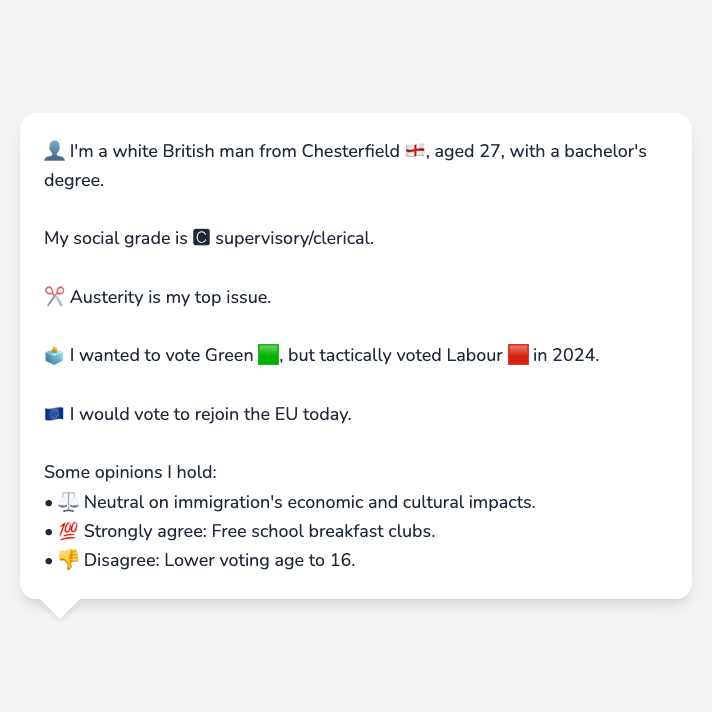 👤 I'm a white British man from Chesterfield 🏴󠁧󠁢󠁥󠁮󠁧󠁿, aged 27, with a bachelor's
degree.
My social grade is 🅲 supervisory/clerical.
✂️ Austerity is my top issue.
🗳️ I wanted to vote Green 🟩, but tactically voted Labour 🟥 in 2024.
🇪🇺 I would vote to rejoin the EU today.
Some opinions I hold:
• ⚖️ Neutral on immigration's economic and cultural impacts.
• 💯 Strongly agree: Free school breakfast clubs.
• 👎 Disagree: Lower voting age to 16.